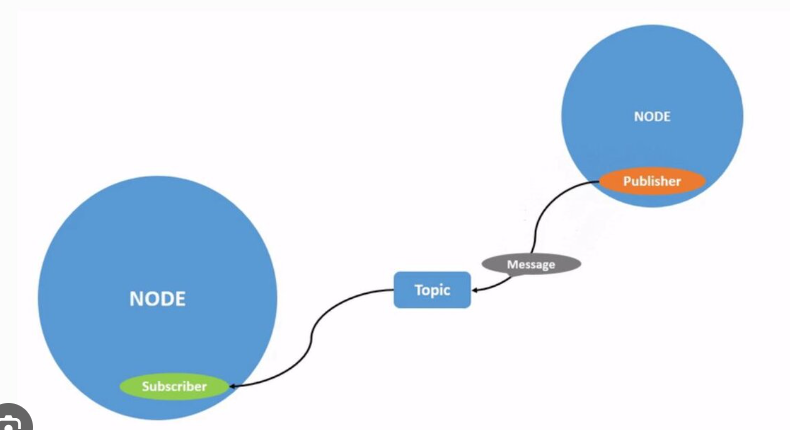 NODE
Publisher
Message
Topic
NODE
Subscriber